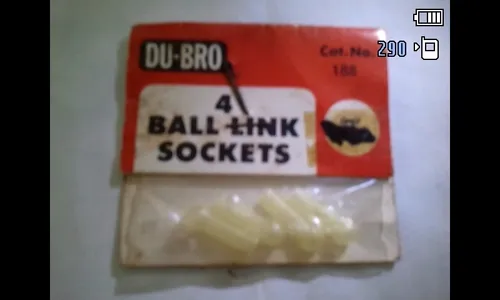 DU-BRO
Cat. No.
188
290
4
BALL LINK
SOCKETS